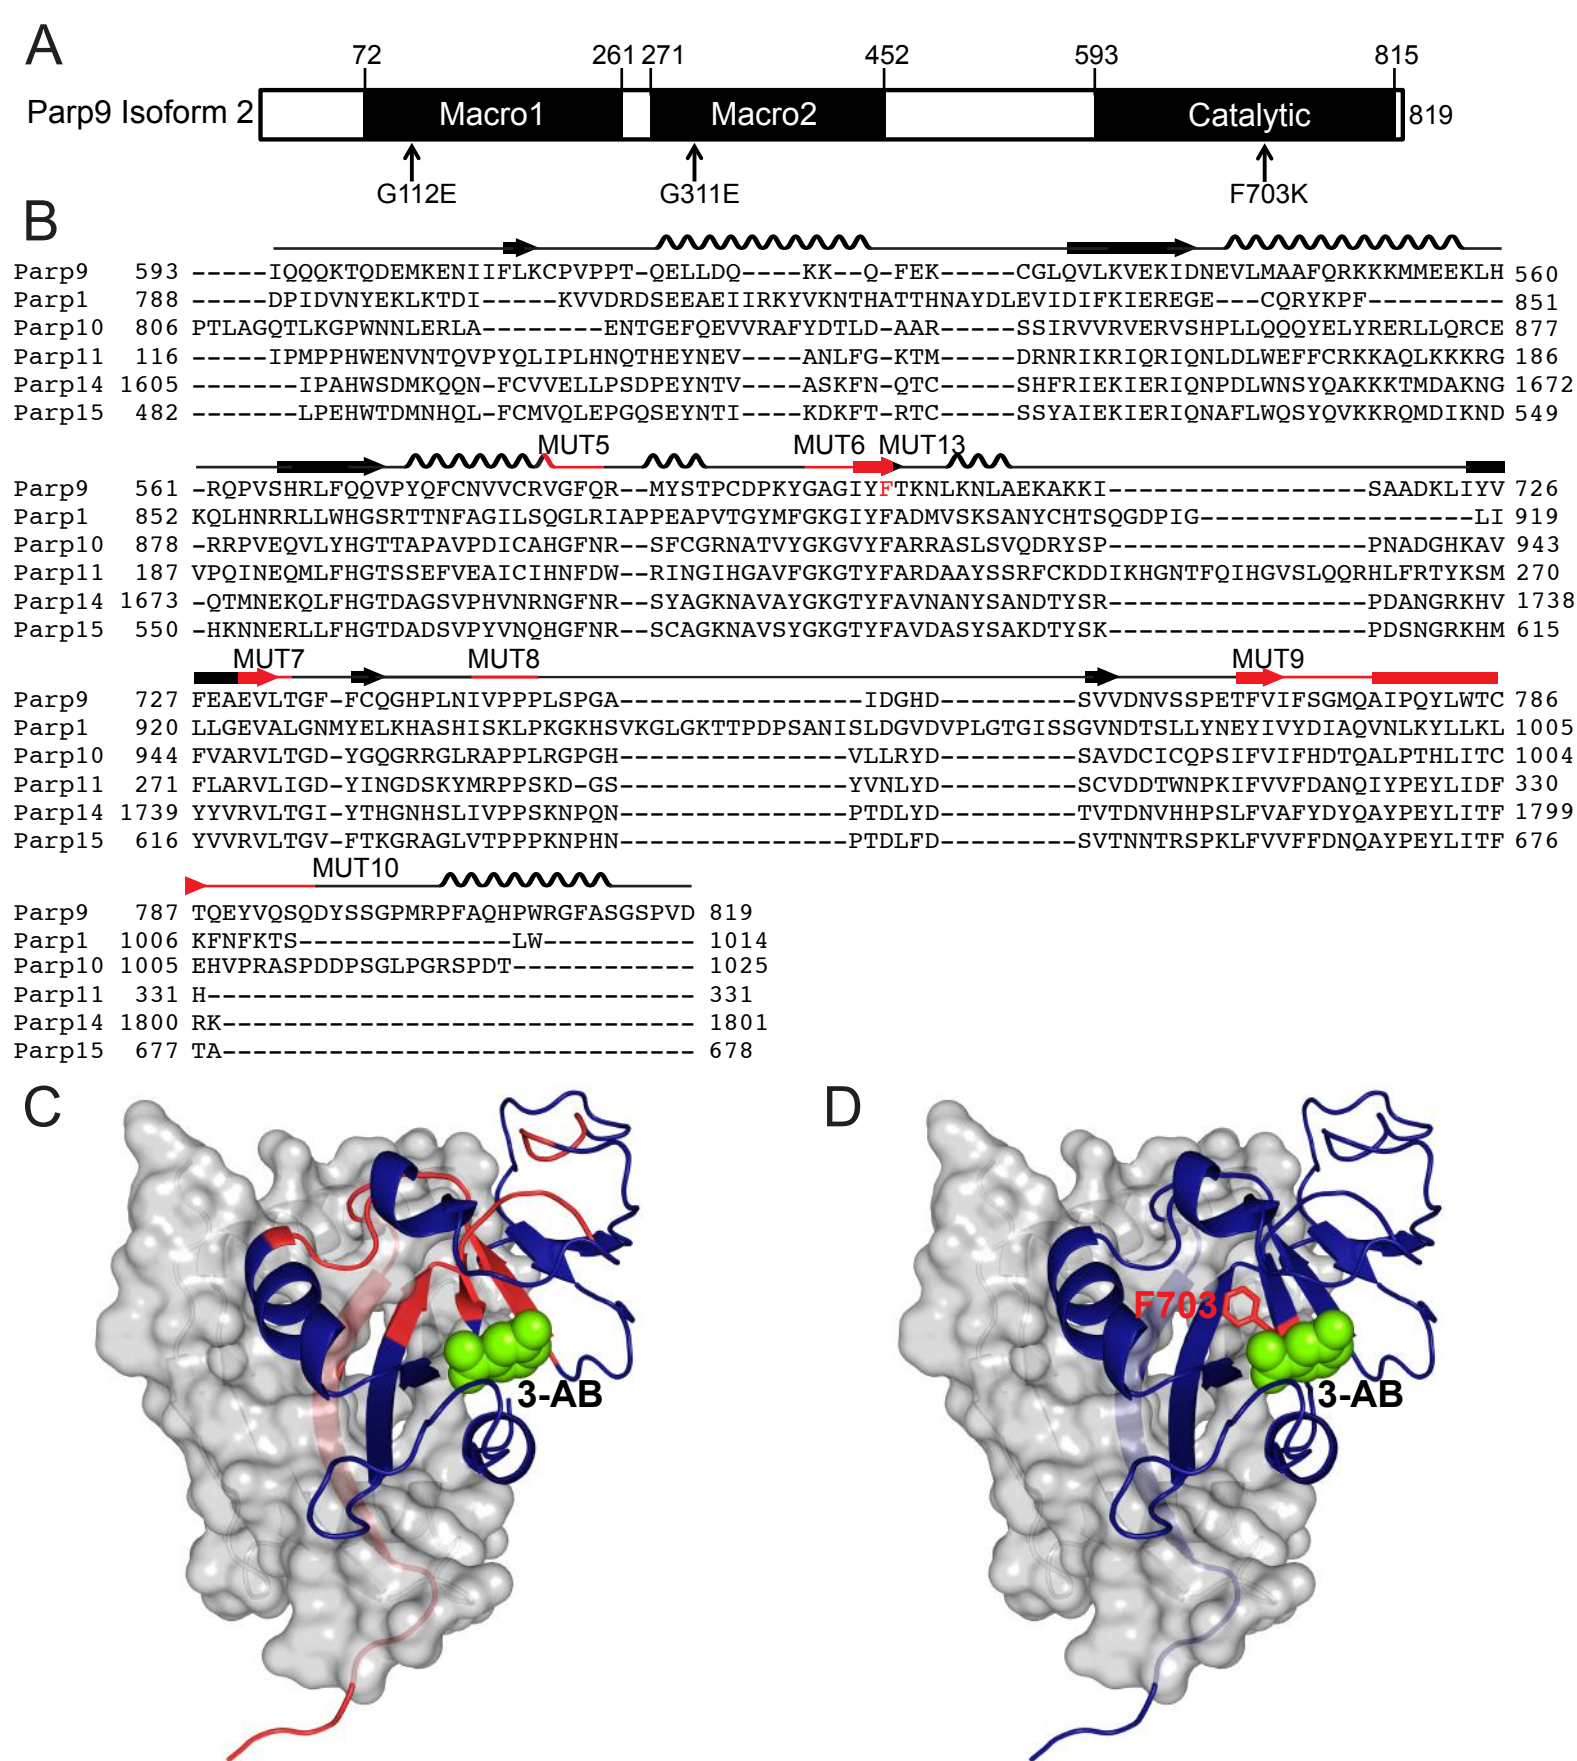 A
72 261 271 452 593 815
Parp9 Isoform 2 Macro1 Macro2 Catalytic 819
G112E G311E F703K
B
Parp9 593 -----IQQQKTQDEMKENIIFLKCPVPPT-QELLDQ----KK--Q-FEK-----CGLQVLKVEKIDNEVLMAAFQRKKKMMEEKLH 560
Parp1 788 -----DPIDVNYEKLKTDI-----KVVDRDSEEAEIIRKYVKNTHATTHNAYDLEVIDIFKIEREGE---CQRYKPF--------- 851
Parp10 806 PTLAGQTLKGPWNNLERLA--------ENTGEFQEVVRAFYDTLD-AAR-----SSIRVVRVERVSHPLLQQQYELYRERLLQRCE 877
Parp11 116 -----IPMPPHWENVNTQVPYQLIPLHNQTHEYNEV----ANLFG-KTM-----DRNRIKRIQRIQNLDLWEFFCRKKAQLKKKRG 186
Parp14 1605 -------IPAHWSDMKQQN-FCVVELLPSDPEYNTV----ASKFN-QTC-----SHFRIEKIERIQNPDLWNSYQAKKKTMDAKNG 1672
Parp15 482 -------LPEHWTDMNHQL-FCMVQLEPGQSEYNTI----KDKFT-RTC-----SSYAIEKIERIQNAFLWQSYQVKKRQMDIKND 549
MUT5 MUT6 MUT13
Parp9 561 -RQPVSHRLFQQVPYQFCNVVCRVGFQR--MYSTPCDPKYGAGIYFTKNLKNLAEKAKKI-----------------SAADKLIYV 726
Parp1 852 KQLHNRRLLWHGSRTTNFAGILSQGLRIAPPEAPVTGYMFGKGIYFADMVSKSANYCHTSQGDPIG------------------LI 919
Parp10 878 -RRPVEQVLYHGTTAPAVPDICAHGFNR--SFCGRNATVYGKGVYFARRASLSVQDRYSP-----------------PNADGHKAV 943
Parp11 187 VPQINEQMLFHGTSSEFVEAICIHNFDW--RINGIHGAVFGKGTYFARDAAYSSRFCKDDIKHGNTFQIHGVSLQQRHLFRTYKSM 270
Parp14 1673 -QTMNEKQLFHGTDAGSVPHVNRNGFNR--SYAGKNAVAYGKGTYFAVNANYSANDTYSR-----------------PDANGRKHV 1738
Parp15 550 -HKNNERLLFHGTDADSVPYVNQHGFNR--SCAGKNAVSYGKGTYFAVDASYSAKDTYSK-----------------PDSNGRKHM 615
MUT7 MUT8 MUT9
Parp9 727 FEAEVLTGF-FCQGHPLNIVPPPLSPGA----------------IDGHD---------SVVDNVSSPETFVIFSGMQAIPQYLWTC 786
Parp1 920 LLGEVALGNMYELKHASHISKLPKGKHSVKGLGKTTPDPSANISLDGVDVPLGTGISSGVNDTSLLYNEYIVYDIAQVNLKYLLKL 1005
Parp10 944 FVARVLTGD-YGQGRRGLRAPPLRGPGH---------------VLLRYD---------SAVDCICQPSIFVIFHDTQALPTHLITC 1004
Parp11 271 FLARVLIGD-YINGDSKYMRPPSKD-GS---------------YVNLYD---------SCVDDTWNPKIFVVFDANQIYPEYLIDF 330
Parp14 1739 YYVRVLTGI-YTHGNHSLIVPPSKNPQN---------------PTDLYD---------TVTDNVHHPSLFVAFYDYQAYPEYLITF 1799
Parp15 616 YVVRVLTGV-FTKGRAGLVTPPPKNPHN---------------PTDLFD---------SVTNNTRSPKLFVVFFDNQAYPEYLITF 676
MUT10
Parp9 787 TQEYVQSQDYSSGPMRPFAQHPWRGFASGSPVD 819
Parp1 1006 KFNFKTS--------------LW---------- 1014
Parp10 1005 EHVPRASPDDPSGLPGRSPDT------------ 1025
Parp11 331 H-------------------------------- 331
Parp14 1800 RK------------------------------- 1801
Parp15 677 TA------------------------------- 678
C
3-AB
D
F703
3-AB